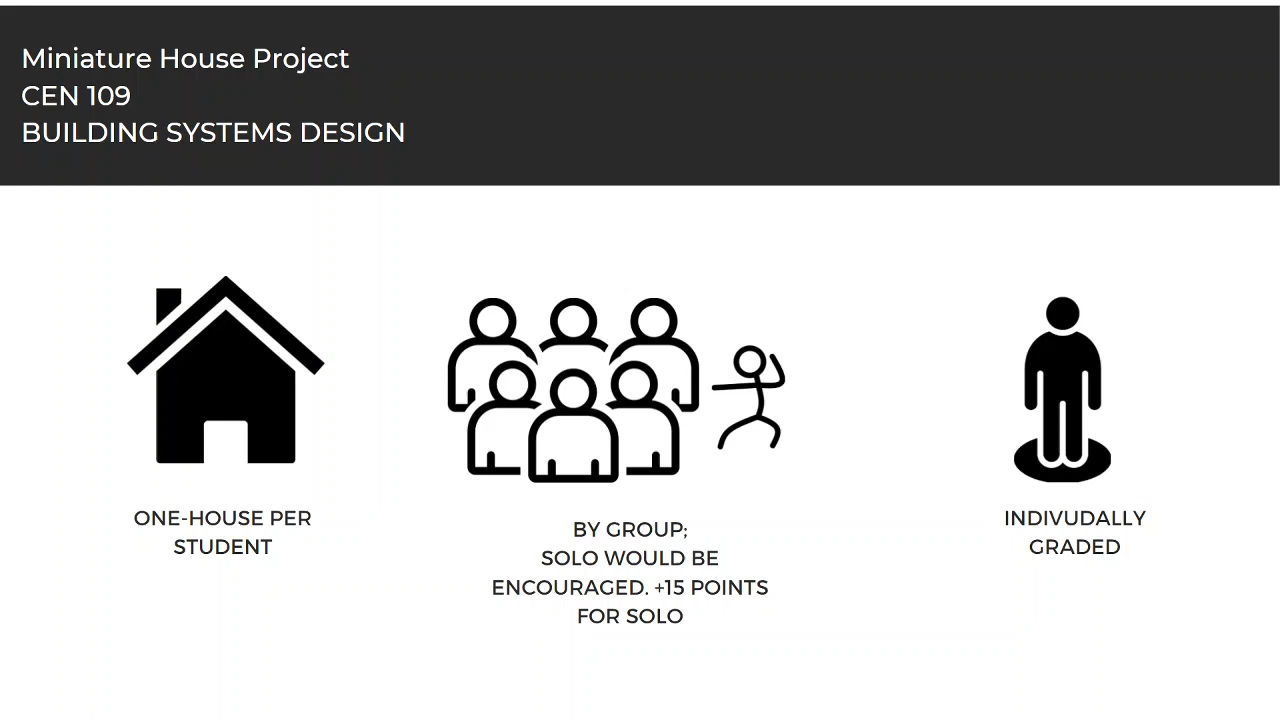 Miniature House Project
CEN 109
BUILDING SYSTEMS DESIGN
ONE-HOUSE PER
STUDENT
BY GROUP;
SOLO WOULD BE
ENCOURAGED. +15 POINTS
FOR SOLO
INDIVUDALLY
GRADED